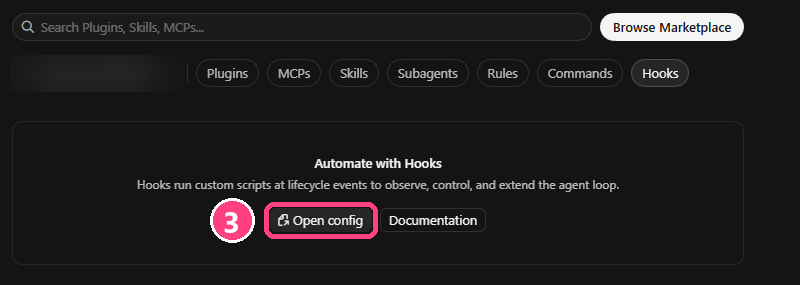 Search Plugins, Skills, MCPs...
Browse Marketplace
Plugins
MCPs
Skills
Subagents
Rules
Commands
Hooks
Automate with Hooks
Hooks run custom scripts at lifecycle events to observe, control, and extend the agent loop.
3
Open config
Documentation